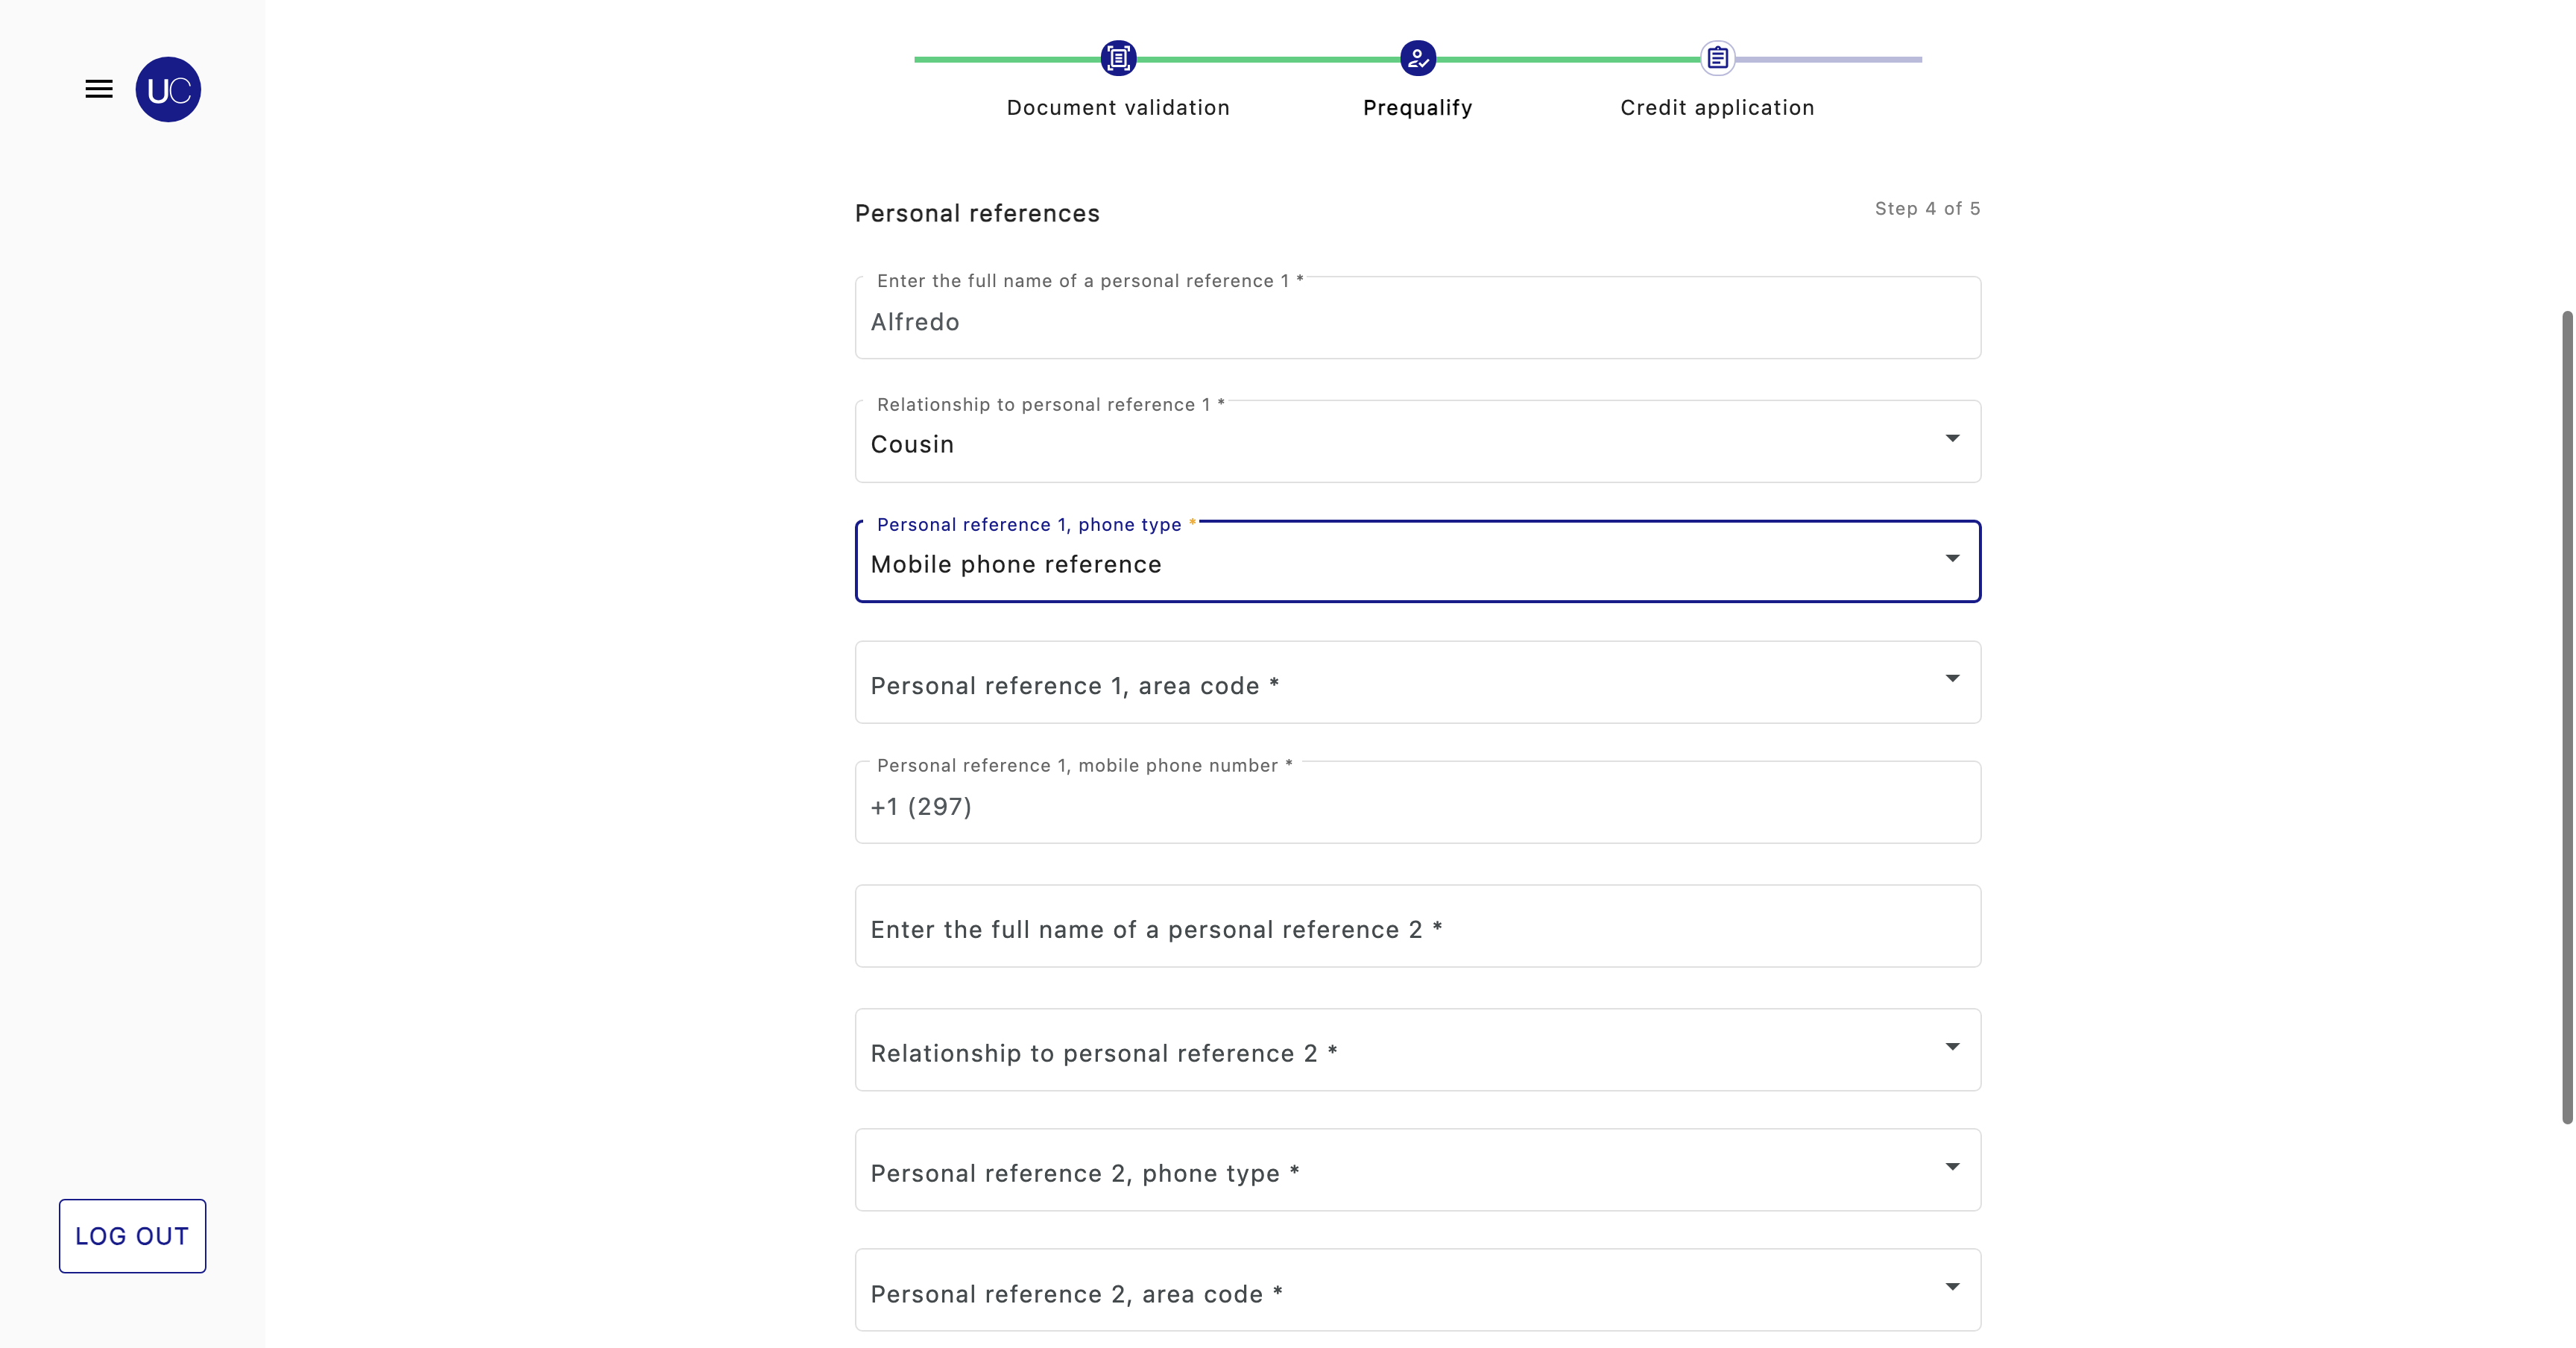 UC
Document validation
Prequalify
Credit application
Personal references
Step 4 of 5
Enter the full name of a personal reference 1 *
Alfredo
Relationship to personal reference 1 *
Cousin
Personal reference 1, phone type *
Mobile phone reference
Personal reference 1, area code *
Personal reference 1, mobile phone number *
+1 (297)
Enter the full name of a personal reference 2 *
Relationship to personal reference 2 *
Personal reference 2, phone type *
Personal reference 2, area code *
LOG OUT